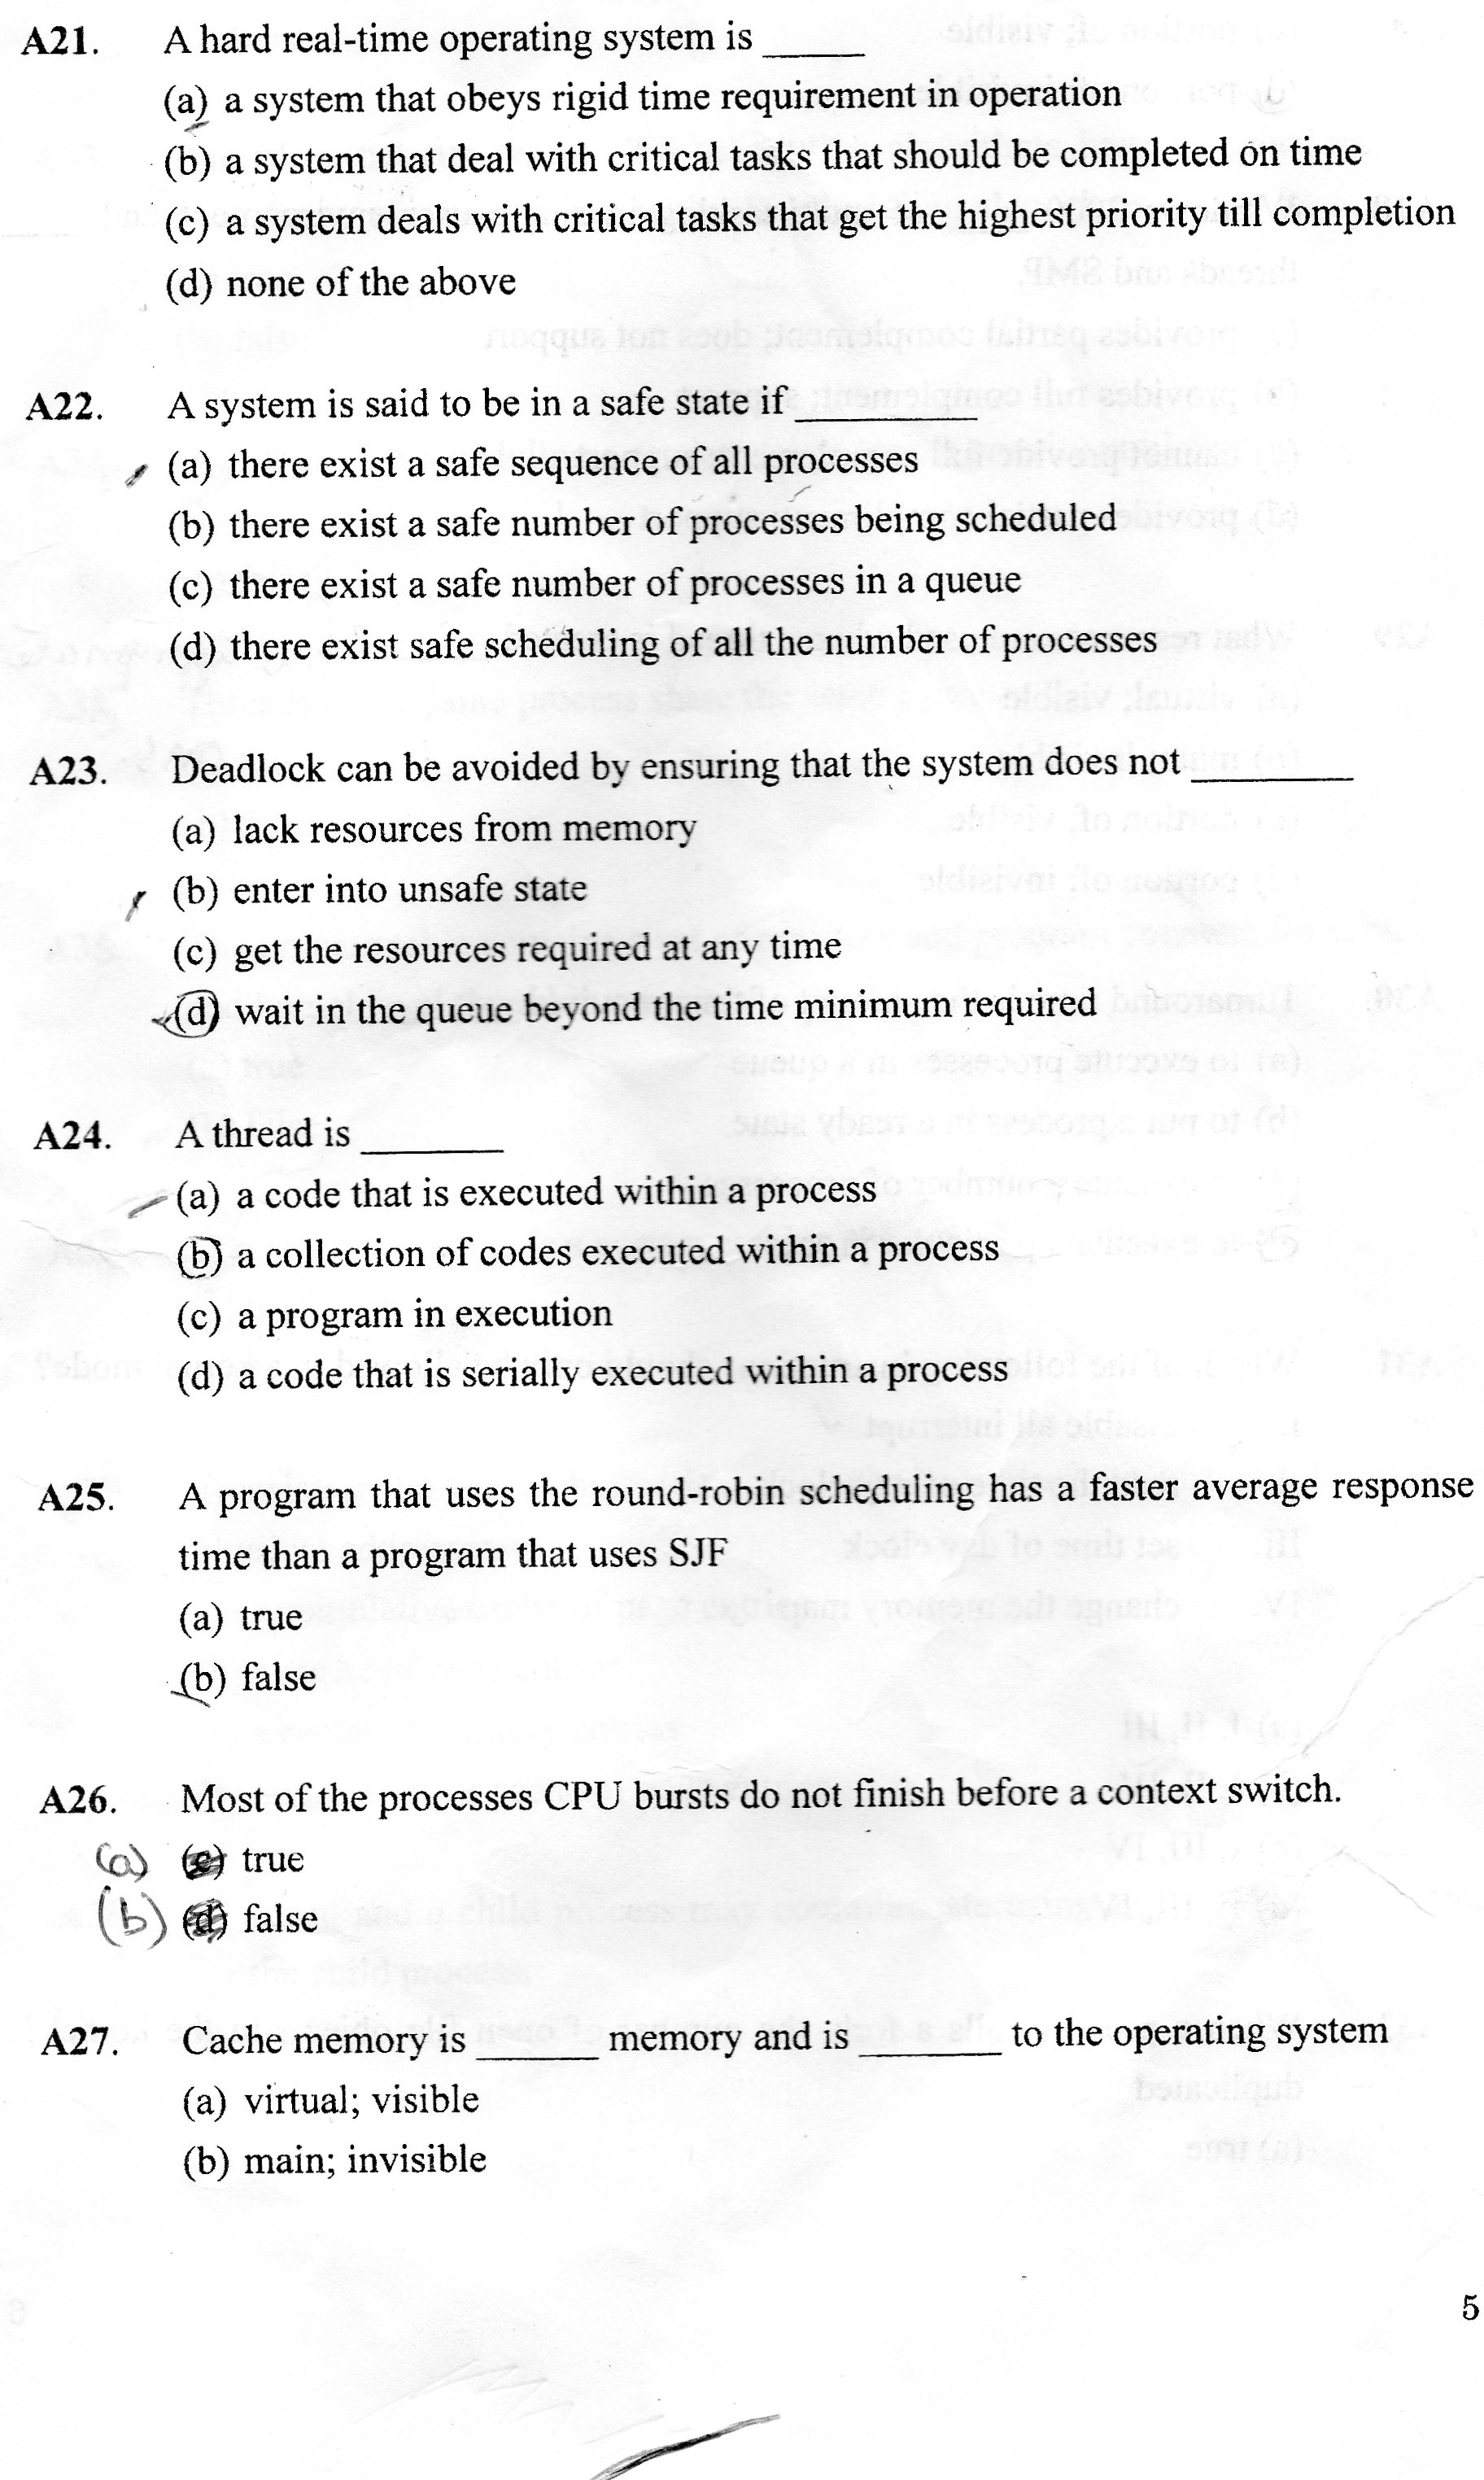 A21. A hard real-time operating system is _____
(a) a system that obeys rigid time requirement in operation
(b) a system that deal with critical tasks that should be completed on time
(c) a system deals with critical tasks that get the highest priority till completion
(d) none of the above
A22. A system is said to be in a safe state if _________
(a) there exist a safe sequence of all processes
(b) there exist a safe number of processes being scheduled
(c) there exist a safe number of processes in a queue
(d) there exist safe scheduling of all the number of processes
A23. Deadlock can be avoided by ensuring that the system does not ________
(a) lack resources from memory
(b) enter into unsafe state
(c) get the resources required at any time
(d) wait in the queue beyond the time minimum required
A24. A thread is _______
(a) a code that is executed within a process
(b) a collection of codes executed within a process
(c) a program in execution
(d) a code that is serially executed within a process
A25. A program that uses the round-robin scheduling has a faster average response
time than a program that uses SJF
(a) true
(b) false
A26. Most of the processes CPU bursts do not finish before a context switch.
(a) (c) true
(b) (d) false
A27. Cache memory is ______ memory and is _______ to the operating system
(a) virtual; visible
(b) main; invisible
5